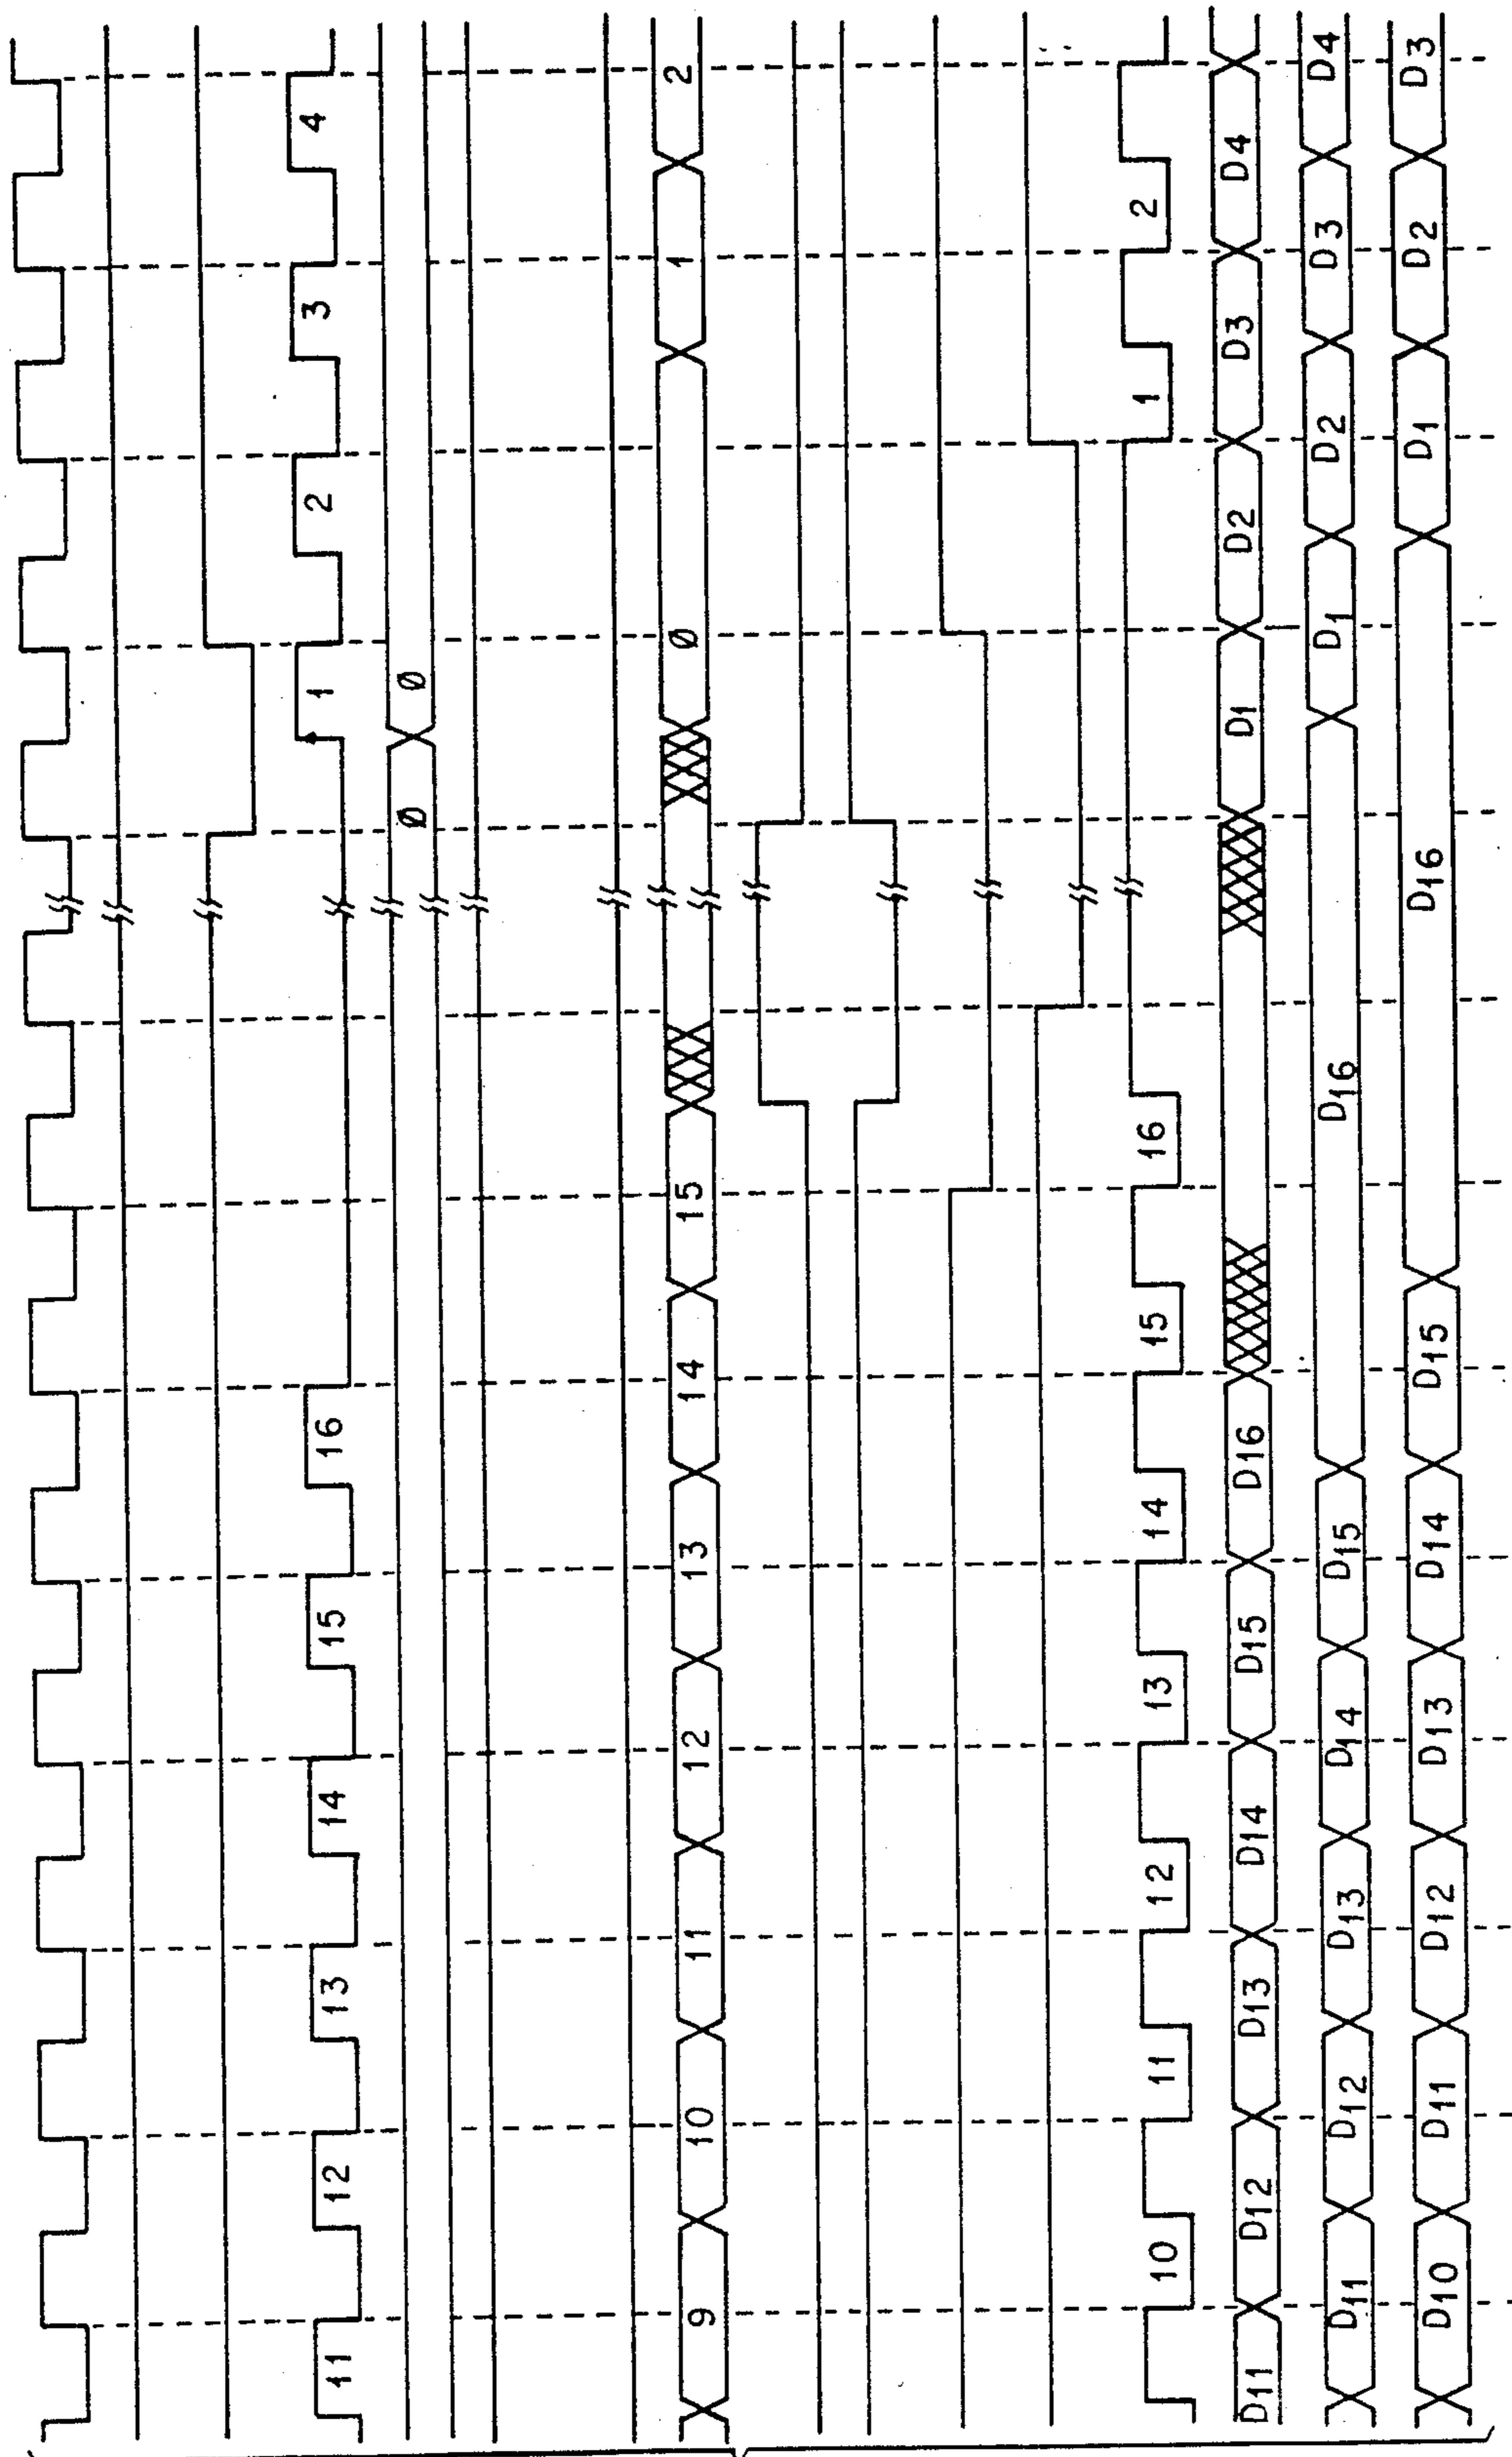 11 12 13 14 15 16 1 2 3 4
Ø Ø
9 10 11 12 13 14 15 Ø 1 2
10 11 12 13 14 15 16 1 2
D11 D12 D13 D14 D15 D16 D1 D2 D3 D4
D11 D12 D13 D14 D15 D16 D1 D2 D3 D4
D10 D11 D12 D13 D14 D15 D16 D1 D2 D3